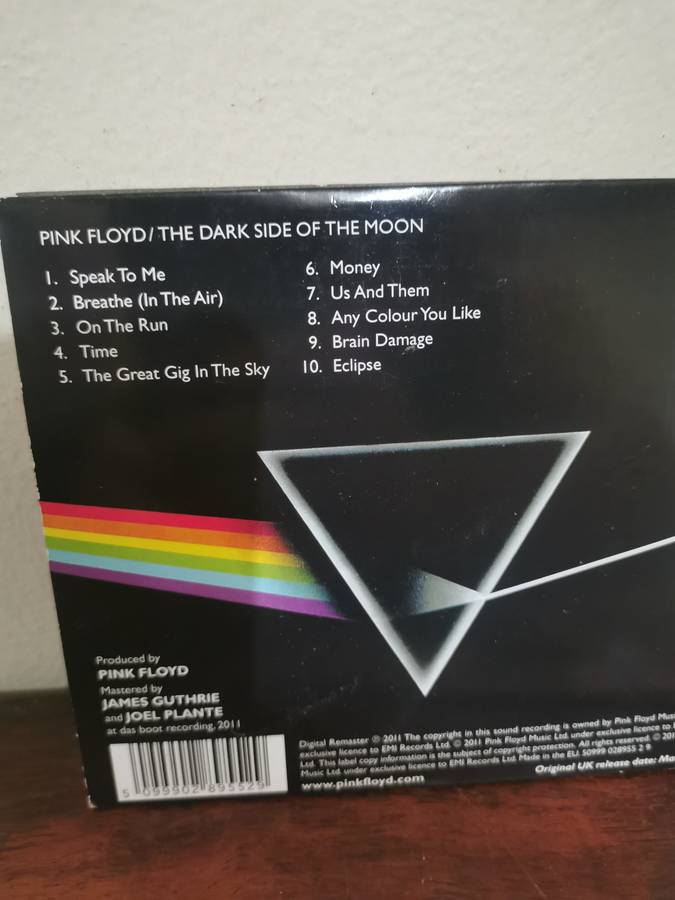 PINK FLOYD/THE DARK SIDE OF THE MOON
1. Speak To Me
2. Breathe (In The Air)
3. On The Run
4. Time
5. The Great Gig In The Sky
6. Money
7. Us And Them
8. Any Colour You Like
9. Brain Damage
10. Eclipse
Produced by
PINK FLOYD
Mastered by
JAMES GUTHRIE
and JOEL PLANTE
at das boot recording, 2011
5 099902 895529
Digital Remaster ℗ 2011 The copyright in this sound recording is owned by Pink Floyd Music
exclusive licence to EMI Records Ltd. © 2011 Pink Floyd Music Ltd. under exclusive licence to
Ltd. This label copy information is the subject of copyright protection. All rights reserved. © 201
Music Ltd. under exclusive licence to EMI Records Ltd. Made in the EU. 50999 028955 2 9
Original UK release date: Ma
www.pinkfloyd.com